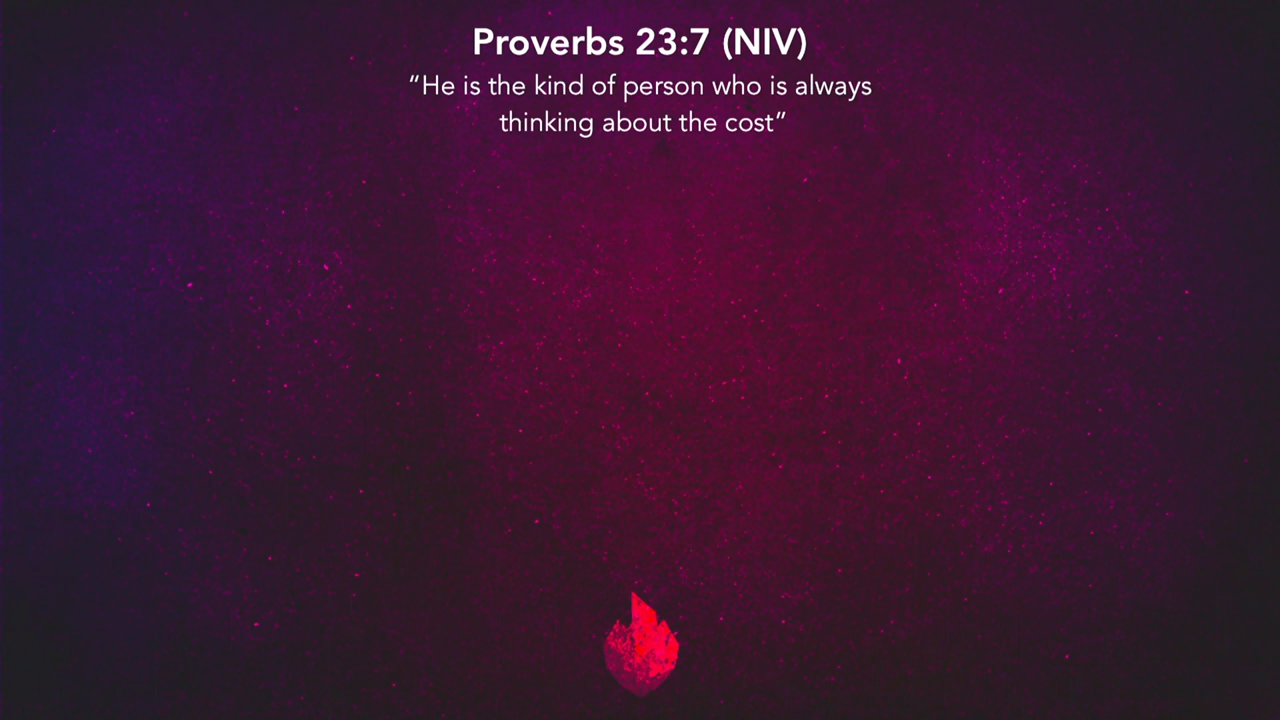 Proverbs 23:7 (NIV)
“He is the kind of person who is always
thinking about the cost”